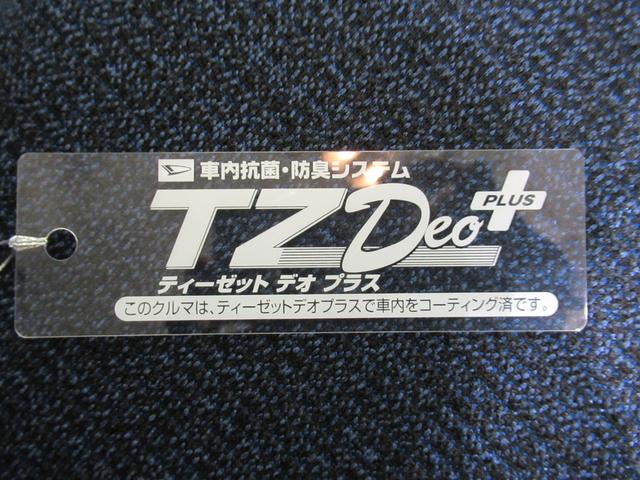 車内抗菌・防臭システム
TZ Deo PLUS
ティーゼット デオ プラス
このクルマは、ティーゼットデオプラスで車内をコーティング済です。